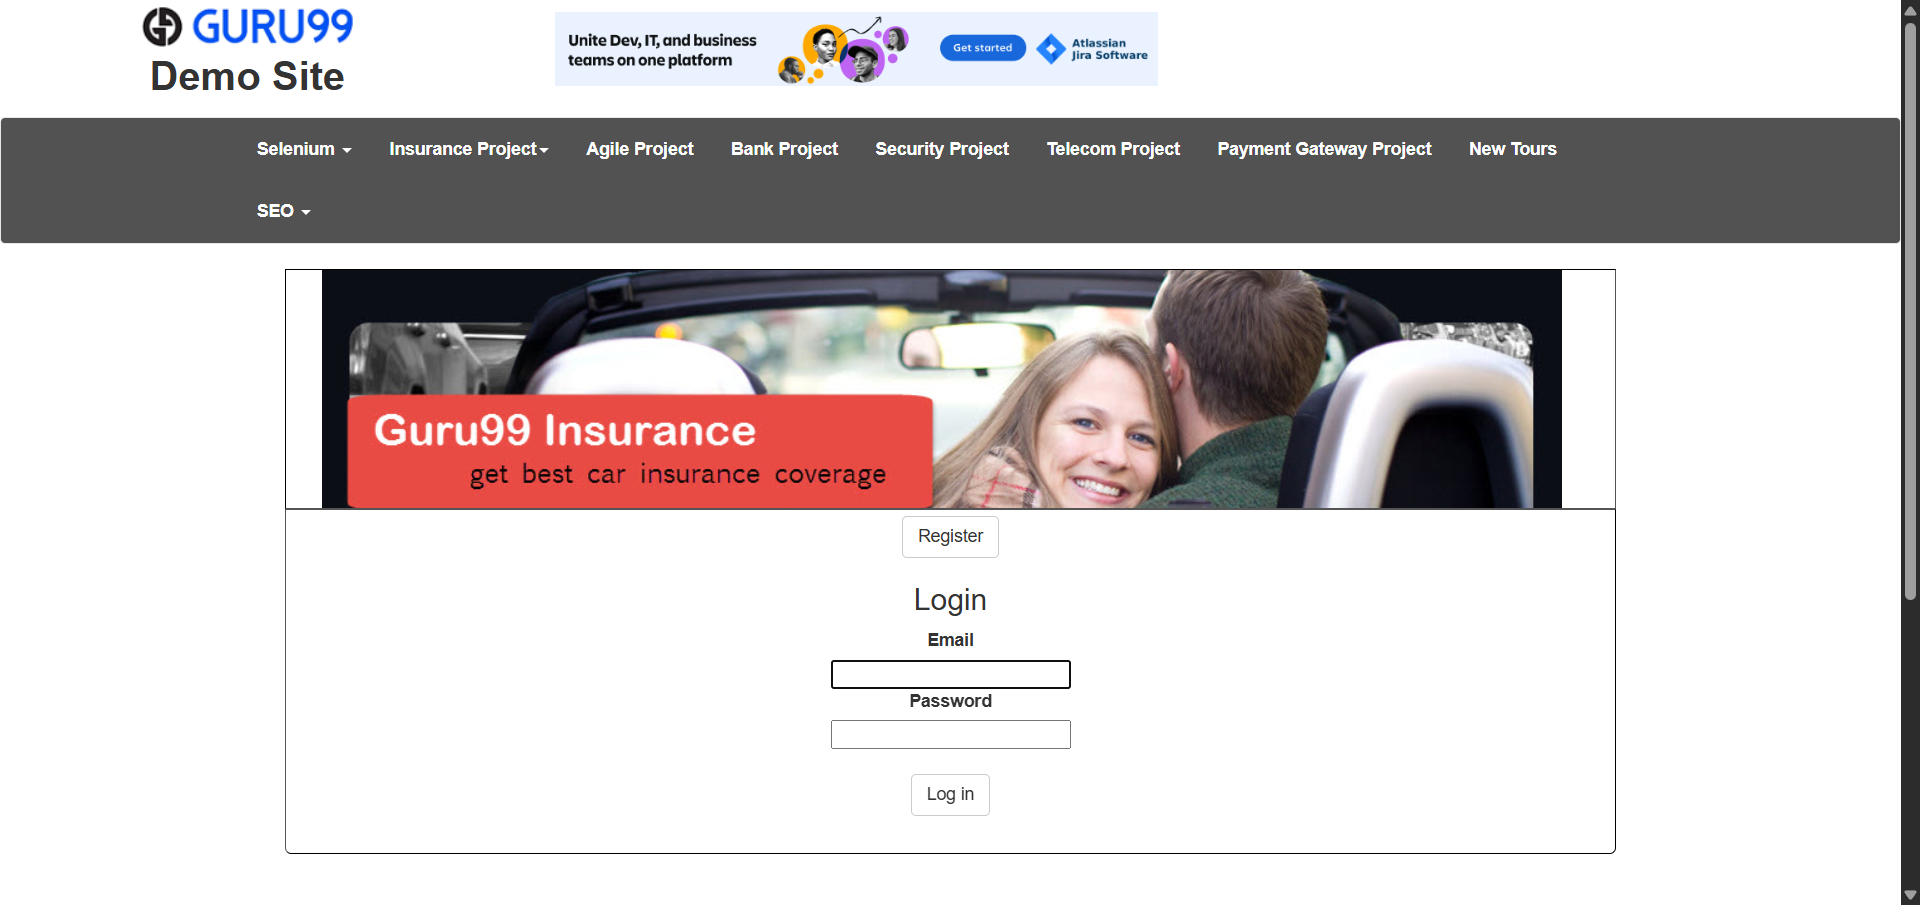 GURU99
Demo Site
Unite Dev, IT, and business
teams on one platform
Get started
Atlassian
Jira Software
Selenium
Insurance Project
Agile Project
Bank Project
Security Project
Telecom Project
Payment Gateway Project
New Tours
SEO
Guru99 Insurance
get best car insurance coverage
Register
Login
Email
Password
Log in